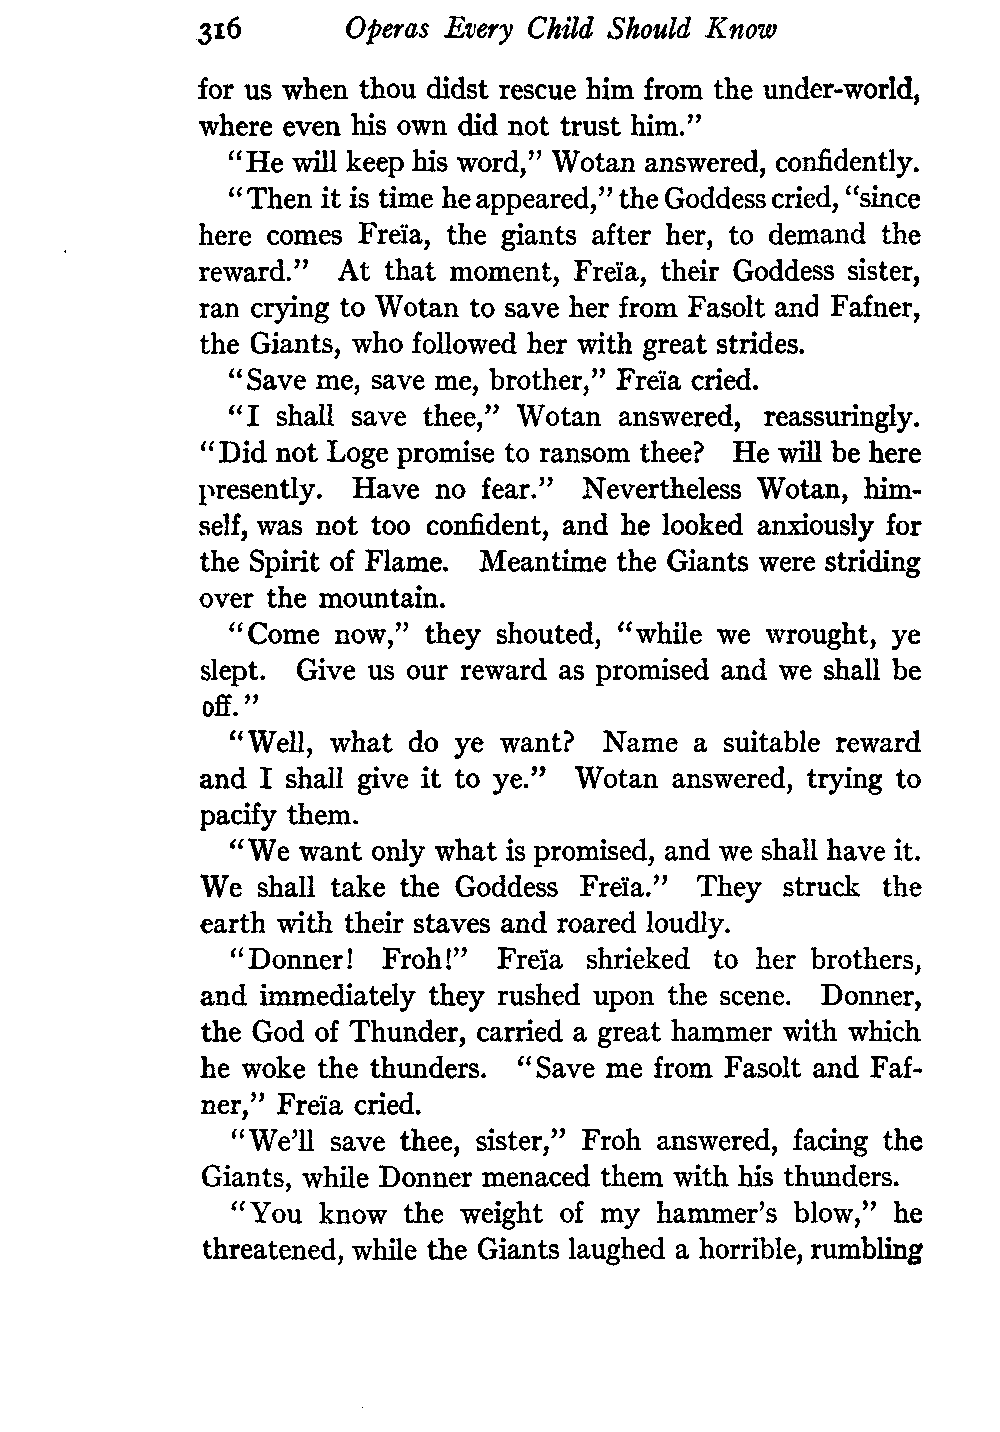 316 Operas Every Child Should Know
for us when thou didst rescue him from the under-world,
where even his own did not trust him."
"He will keep his word," Wotan answered, confidently.
"Then it is time he appeared," the Goddess cried, "since
here comes Freïa, the giants after her, to demand the
reward." At that moment, Freïa, their Goddess sister,
ran crying to Wotan to save her from Fasolt and Fafner,
the Giants, who followed her with great strides.
"Save me, save me, brother," Freïa cried.
"I shall save thee," Wotan answered, reassuringly.
"Did not Loge promise to ransom thee? He will be here
presently. Have no fear." Nevertheless Wotan, him-
self, was not too confident, and he looked anxiously for
the Spirit of Flame. Meantime the Giants were striding
over the mountain.
"Come now," they shouted, "while we wrought, ye
slept. Give us our reward as promised and we shall be
off."
"Well, what do ye want? Name a suitable reward
and I shall give it to ye." Wotan answered, trying to
pacify them.
"We want only what is promised, and we shall have it.
We shall take the Goddess Freïa." They struck the
earth with their staves and roared loudly.
"Donner! Froh!" Freïa shrieked to her brothers,
and immediately they rushed upon the scene. Donner,
the God of Thunder, carried a great hammer with which
he woke the thunders. "Save me from Fasolt and Faf-
ner," Freïa cried.
"We'll save thee, sister," Froh answered, facing the
Giants, while Donner menaced them with his thunders.
"You know the weight of my hammer's blow," he
threatened, while the Giants laughed a horrible, rumbling